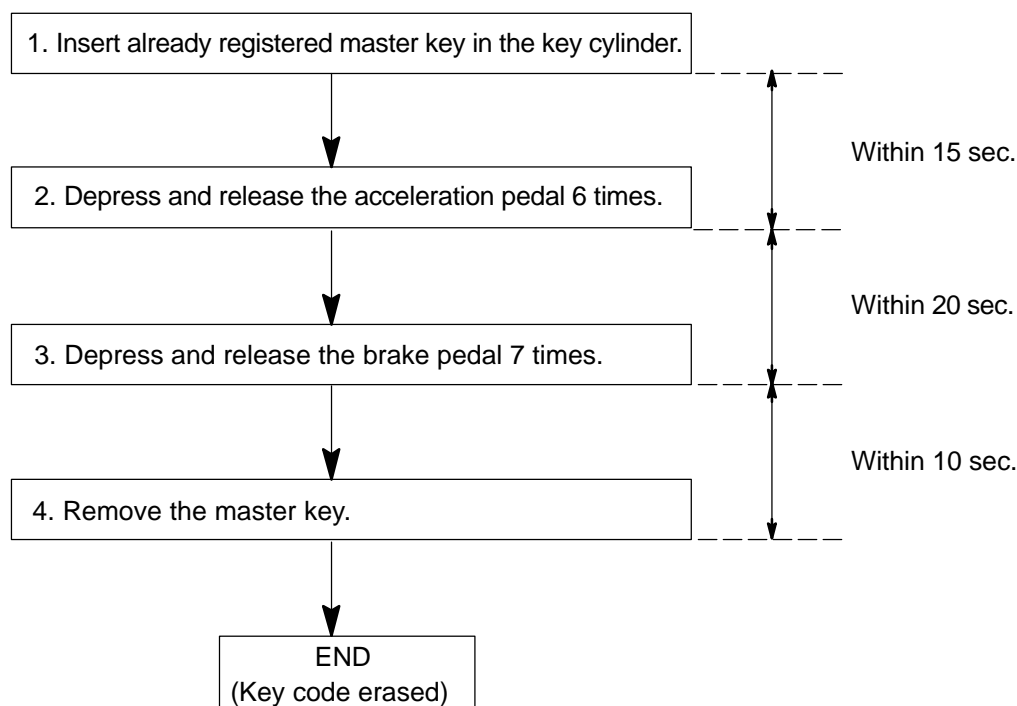 1. Insert already registered master key in the key cylinder.
Within 15 sec.
2. Depress and release the acceleration pedal 6 times.
Within 20 sec.
3. Depress and release the brake pedal 7 times.
Within 10 sec.
4. Remove the master key.
END
(Key code erased)